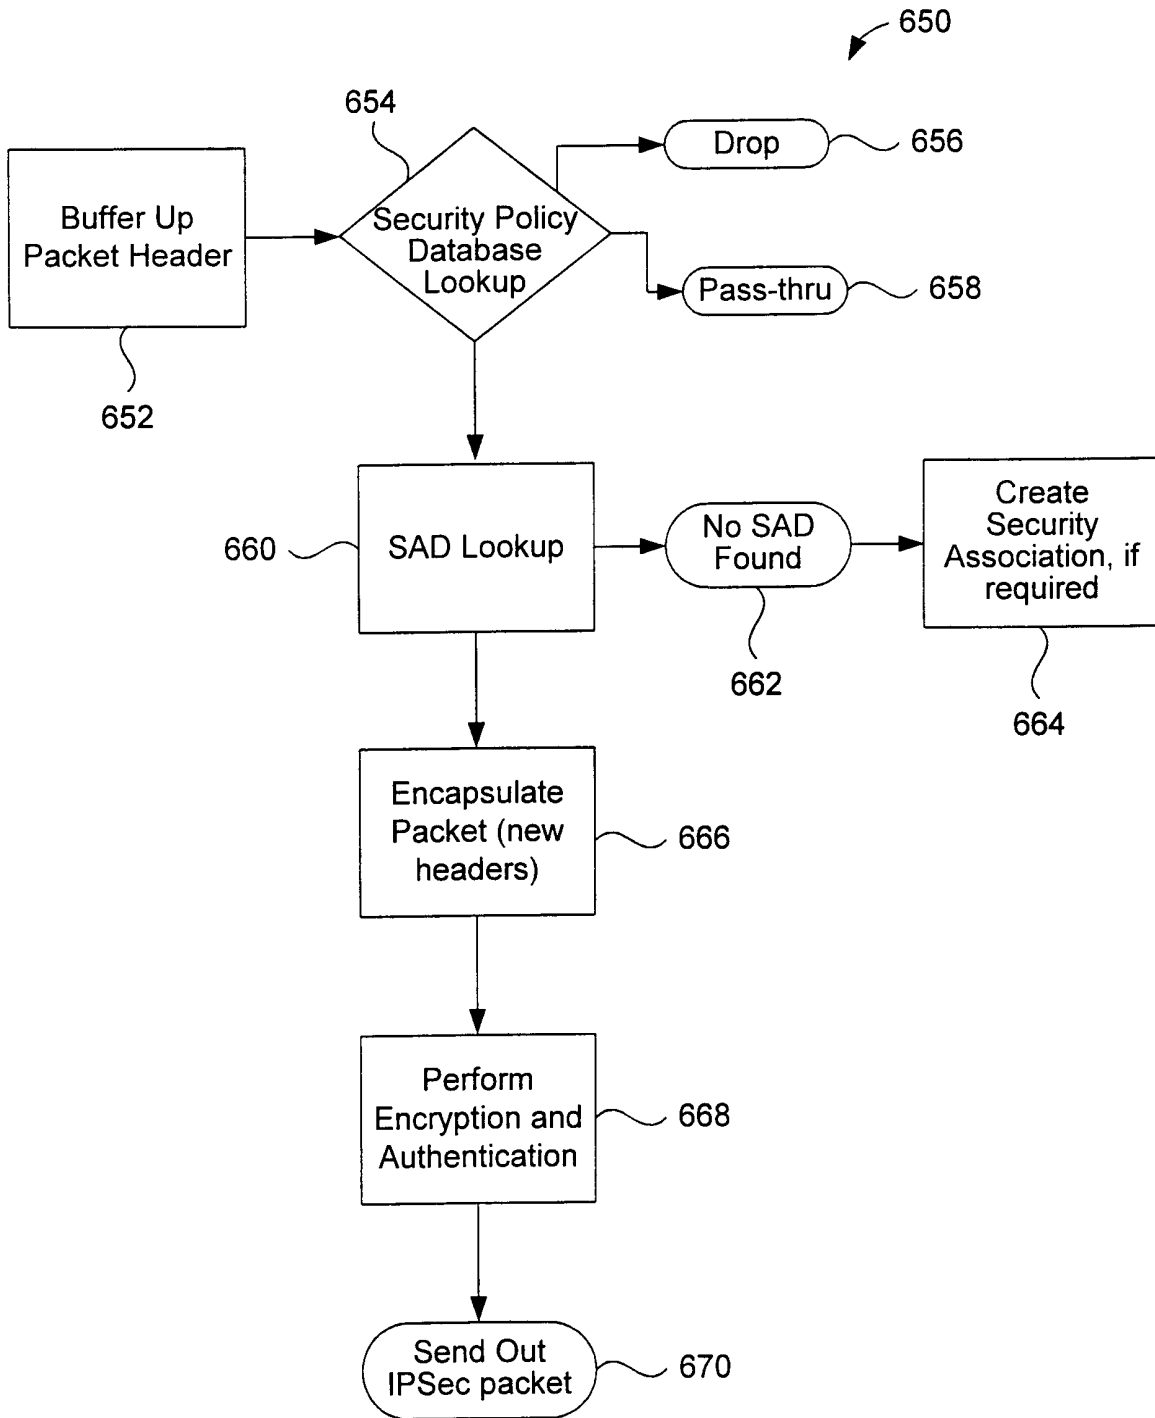 650
654
Drop
656
Buffer Up
Packet Header
Security Policy
Database
Lookup
Pass-thru
658
652
660
SAD Lookup
No SAD
Found
Create
Security
Association, if
required
662
664
Encapsulate
Packet (new
headers)
666
Perform
Encryption and
Authentication
668
Send Out
IPSec packet
670